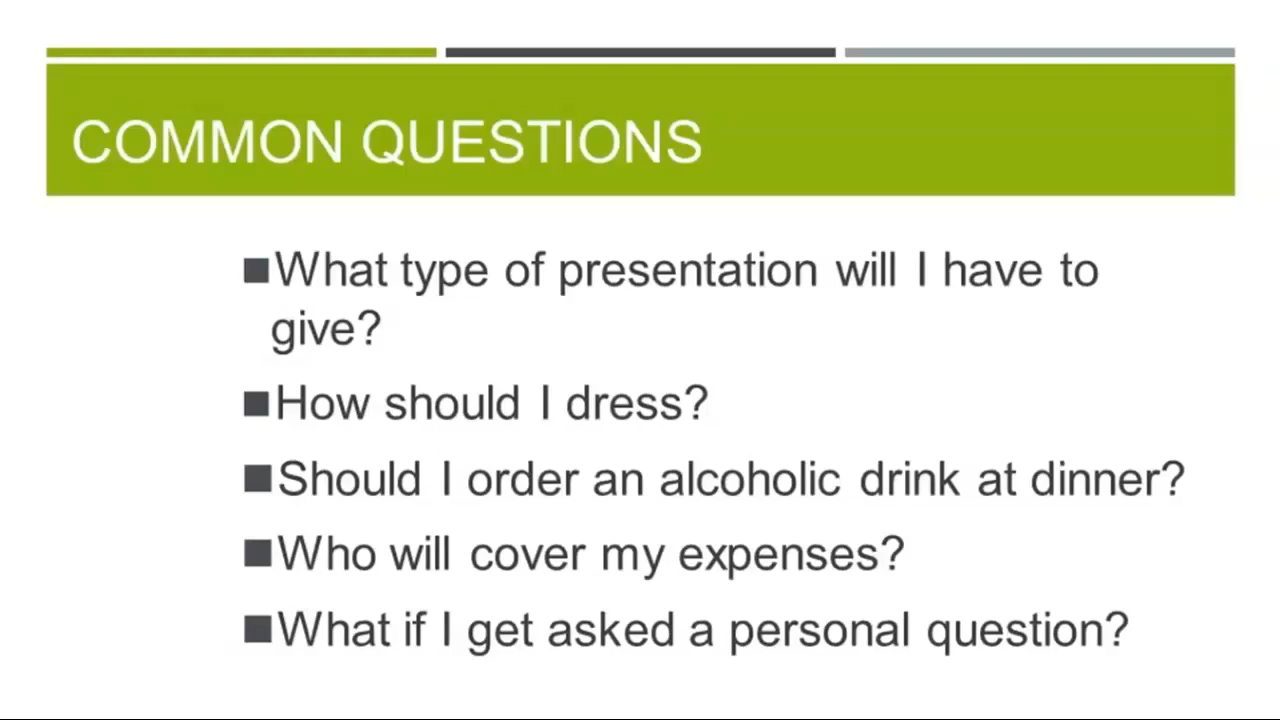 COMMON QUESTIONS
■What type of presentation will I have to
give?
■How should I dress?
■Should I order an alcoholic drink at dinner?
■Who will cover my expenses?
■What if I get asked a personal question?